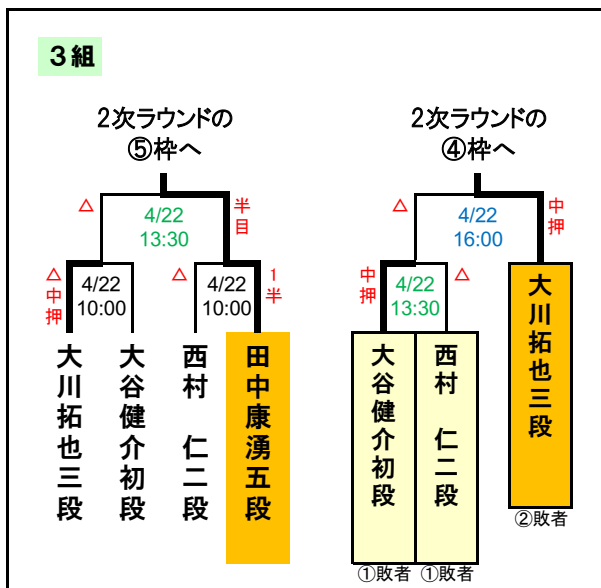 3組
2次ラウンドの
⑤枠へ
△
4/22
13:30
半目
△中押
4/22
10:00
△
4/22
10:00
1半
大川拓也三段
大谷健介初段
西村 仁二段
田中康湧五段
2次ラウンドの
④枠へ
△
4/22
16:00
中押
中押
4/22
13:30
△
大谷健介初段
西村 仁二段
大川拓也三段
①敗者
①敗者
②敗者